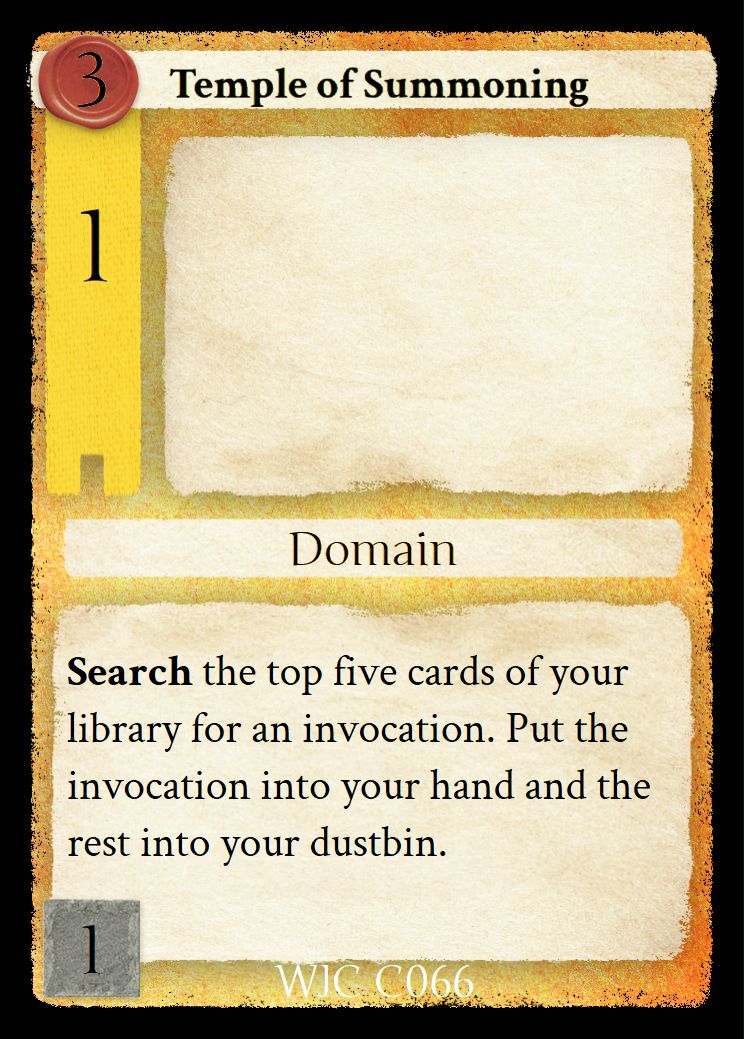 3
Temple of Summoning
1
Domain
Search the top five cards of your
library for an invocation. Put the
invocation into your hand and the
rest into your dustbin.
1
WJC C066